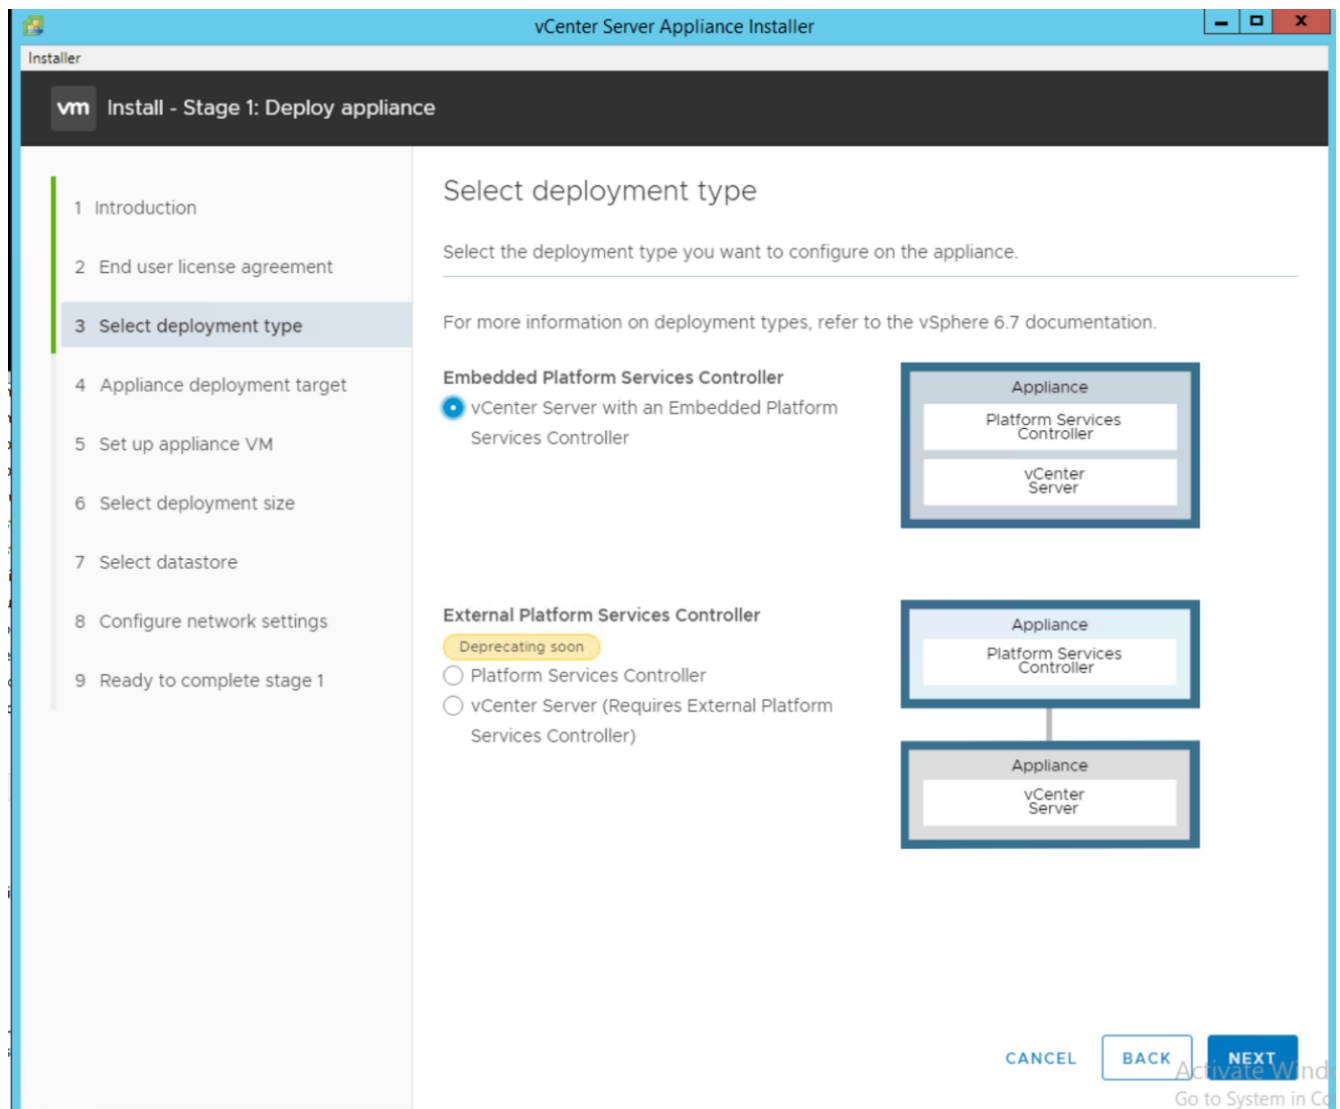 vCenter Server Appliance Installer
Installer
vm Install - Stage 1: Deploy appliance
1 Introduction
2 End user license agreement
3 Select deployment type
4 Appliance deployment target
5 Set up appliance VM
6 Select deployment size
7 Select datastore
8 Configure network settings
9 Ready to complete stage 1
Select deployment type
Select the deployment type you want to configure on the appliance.
For more information on deployment types, refer to the vSphere 6.7 documentation.
Embedded Platform Services Controller
vCenter Server with an Embedded Platform
Services Controller
Appliance
Platform Services
Controller
vCenter
Server
External Platform Services Controller
Deprecating soon
Platform Services Controller
vCenter Server (Requires External Platform
Services Controller)
Appliance
Platform Services
Controller
Appliance
vCenter
Server
CANCEL
BACK
NEXT
Activate
Go to System in